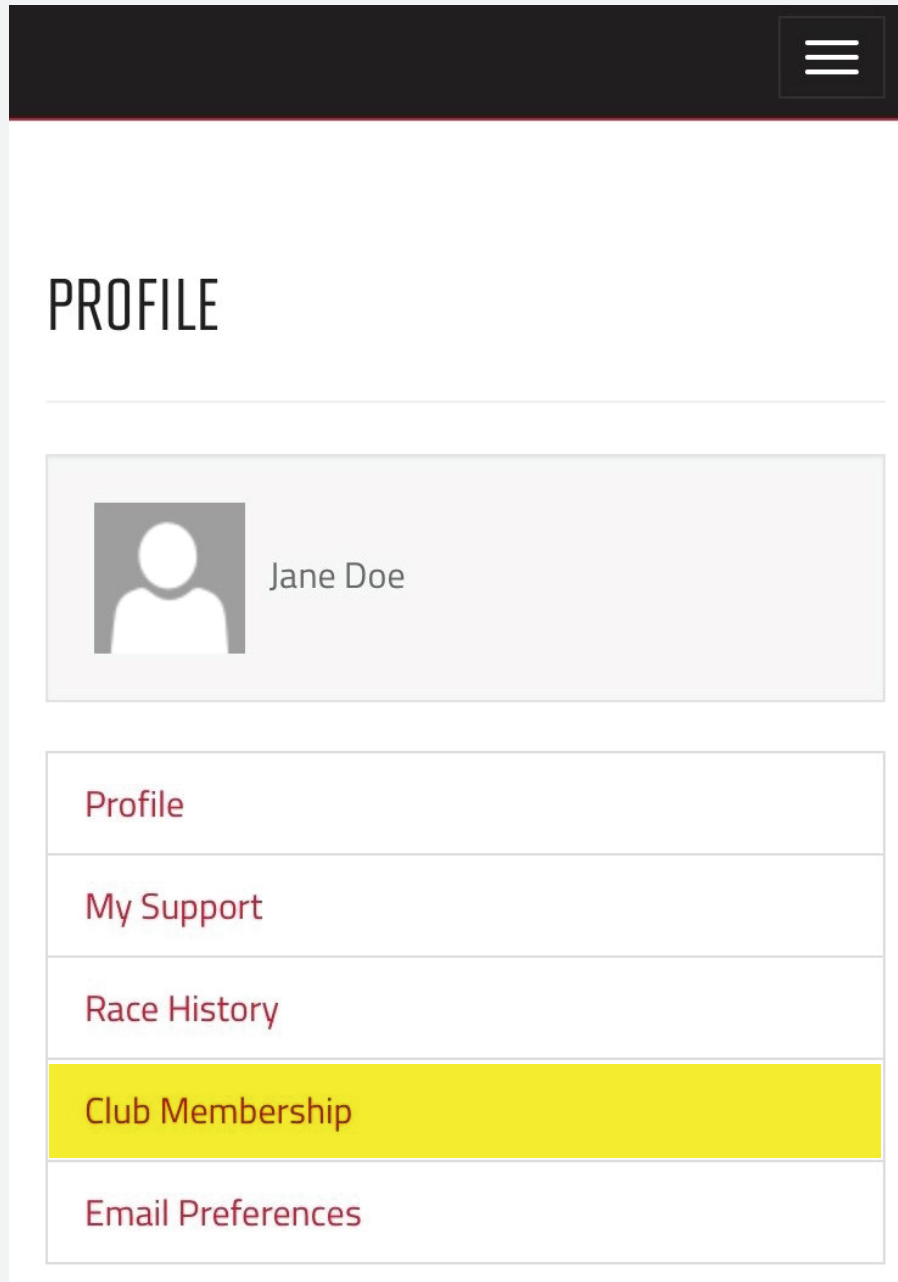 PROFILE
Jane Doe
Profile
My Support
Race History
Club Membership
Email Preferences